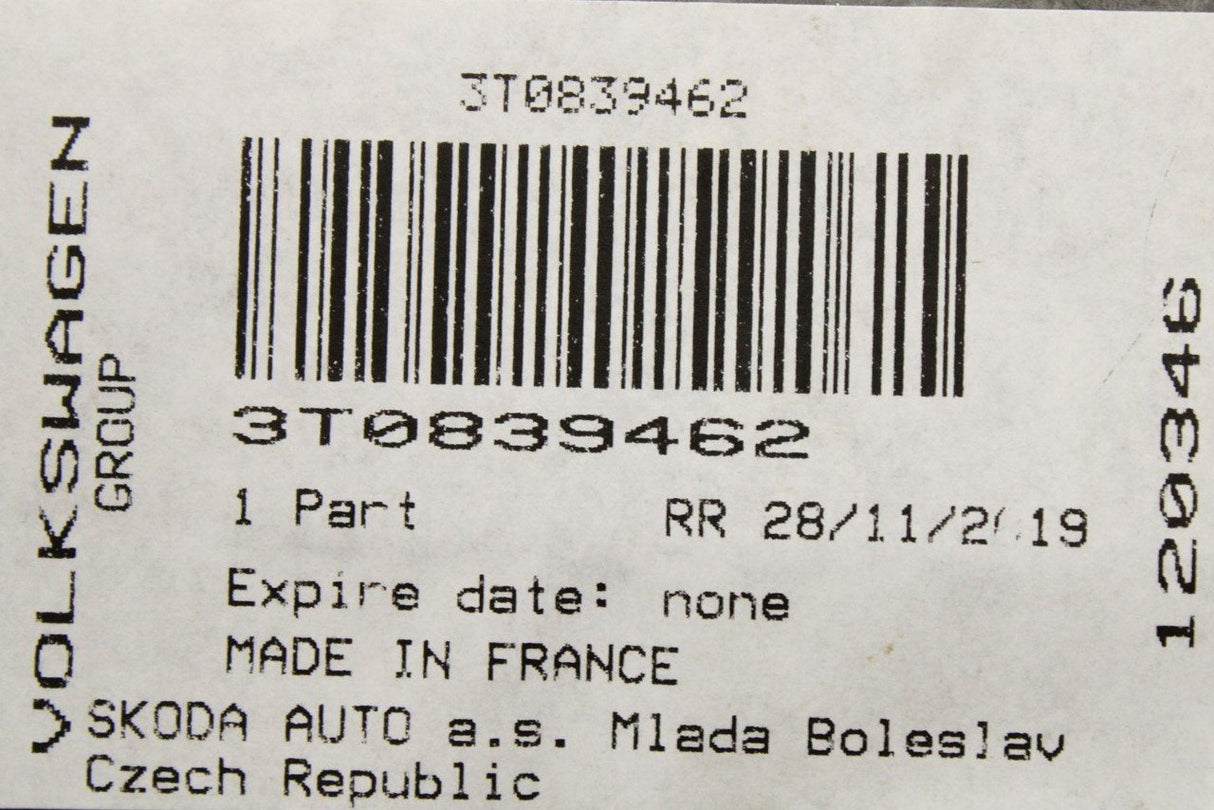 3T0839462
VOLKSWAGEN
GROUP
3T0839462
1 Part RR 28/11/2019
Expire date: none
MADE IN FRANCE
SKODA AUTO a.s. Mlada Boleslav
Czech Republic
1203346